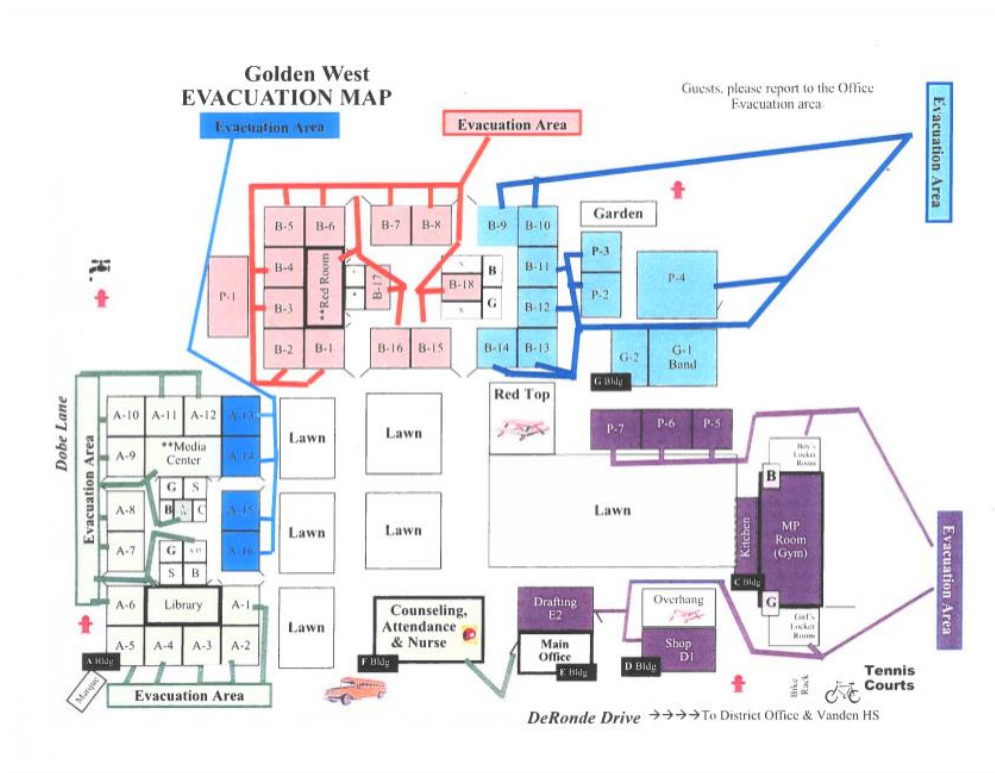 Golden West
EVACUATION MAP
Guests, please report to the Office
Evacuation area
Evacuation Area
Evacuation Area
Evacuation Area
Garden
B-5
B-6
B-7
B-8
B-9
B-10
P-3
B-4
**Red Room
B-17
B-18
B
B-11
P-4
P-1
B-3
G
B-12
P-2
B-2
B-1
B-16
B-15
B-14
B-13
G-2
G-1
Band
G Bldg
Dobe Lane
Evacuation Area
A-10
A-11
A-12
A-13
Lawn
Lawn
Red Top
P-7
P-6
P-5
A-9
**Media
Center
A-14
Boy's
Locker
Room
B
G
S
A-8
B
C
A-15
Lawn
Lawn
Lawn
Kitchen
MP
Room
(Gym)
Evacuation Area
A-7
G
A-16
S
B
C Bldg
A-6
Library
A-1
Lawn
Counseling,
Attendance
& Nurse
F Bldg
Drafting
E2
Overhang
G
Girl's
Locker
Room
A-5
A-4
A-3
A-2
A Bldg
Main
Office
E Bldg
Shop
D1
D Bldg
Marquee
Evacuation Area
Bike
Rack
Tennis
Courts
DeRonde Drive →→→→To District Office & Vanden HS